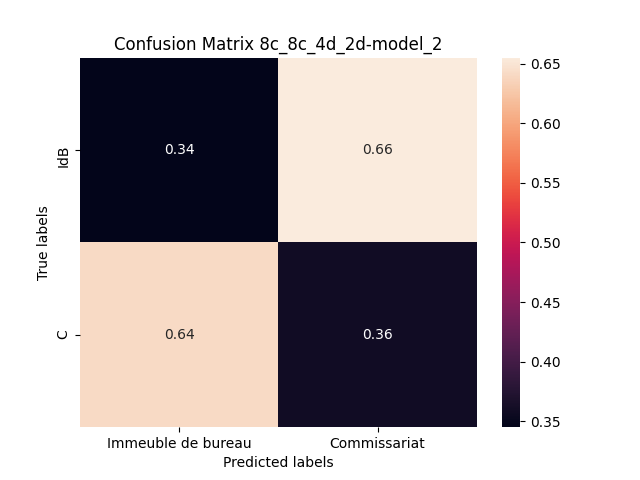 Confusion Matrix 8c_8c_4d_2d-model_2
IdB
0.34
0.66
C
0.64
0.36
True labels
Immeuble de bureau
Commissariat
Predicted labels
0.65
0.60
0.55
0.50
0.45
0.40
0.35